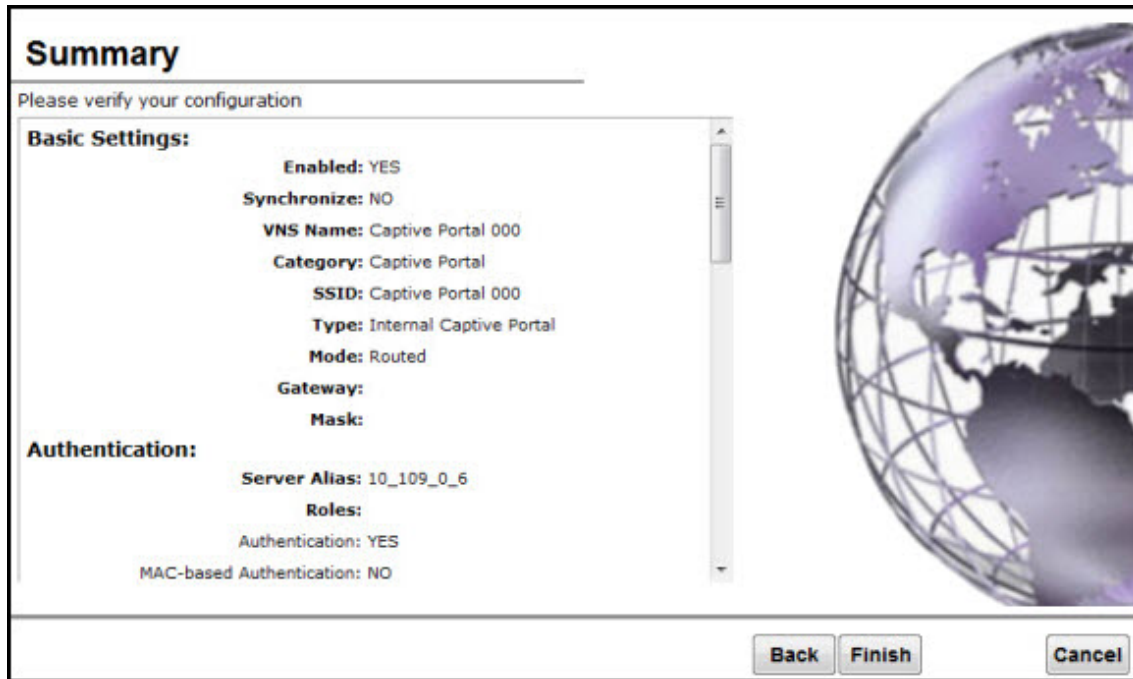 Summary
Please verify your configuration
Basic Settings:
Enabled: YES
Synchronize: NO
VNS Name: Captive Portal 000
Category: Captive Portal
SSID: Captive Portal 000
Type: Internal Captive Portal
Mode: Routed
Gateway:
Mask:
Authentication:
Server Alias: 10_109_0_6
Roles:
Authentication: YES
MAC-based Authentication: NO
Back Finish Cancel